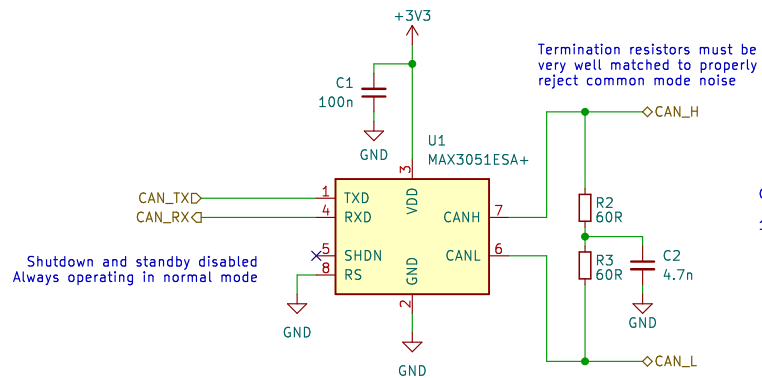 +3V3
Termination resistors must be
very well matched to properly
reject common mode noise
C1
100n
GND
CAN_H
U1
MAX3051ESA+
3
VDD
CAN_TX
1
TXD
CAN_RX
4
RXD
CANH
7
R2
60R
Shutdown and standby disabled
Always operating in normal mode
5
SHDN
8
RS
CANL
6
GND
2
R3
60R
C2
4.7n
GND
GND
GND
CAN_L